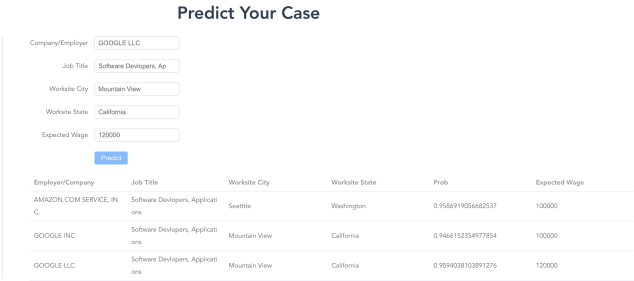 Predict Your Case
Company/Employer GOOGLE LLC
Job Title Software Devlopers, Ap
Worksite City Mountain View
Worksite State California
Expected Wage 120000
Predict
Employer/Company Job Title Worksite City Worksite State Prob Expected Wage
AMAZON.COM SERVICE, IN
C.
Software Devlopers, Applicati
ons
Seatttle Washington 0.9586919056682537 100000
GOOGLE INC
Software Devlopers, Applicati
ons
Mountain View California 0.9466152354977854 100000
GOOGLE LLC
Software Devlopers, Applicati
ons
Mountain View California 0.9594038103891276 120000